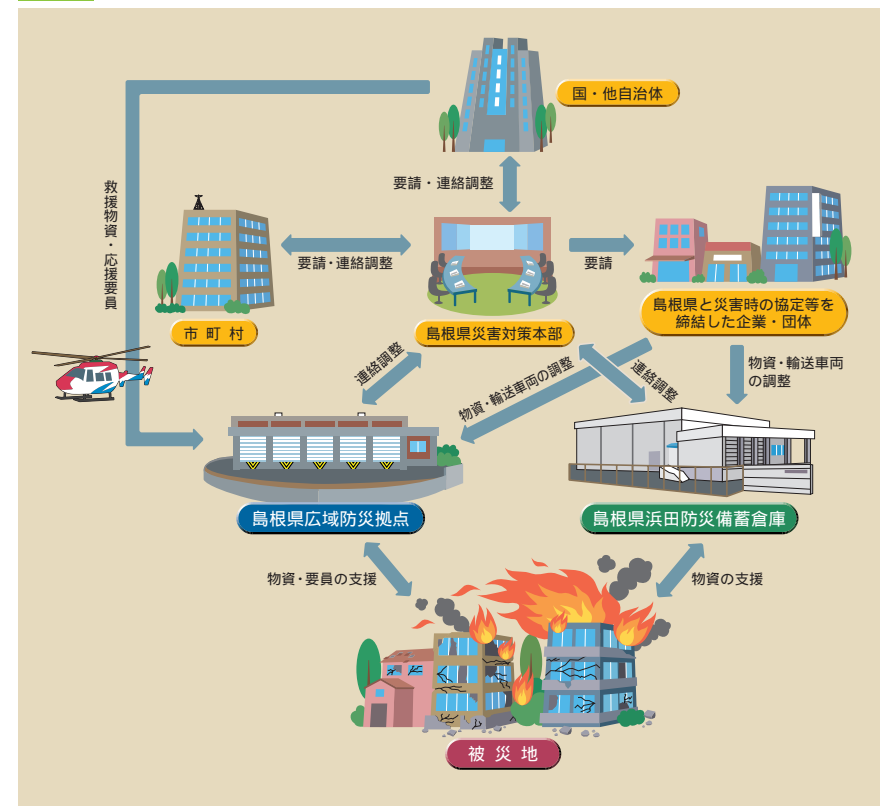 国・他自治体
要請・連絡調整
救援物資・応援要員
要請・連絡調整
要請
市町村
島根県災害対策本部
島根県と災害時の協定等を
締結した企業・団体
連絡調整
物資・輸送車両の調整
連絡調整
物資・輸送車両
の調整
島根県広域防災拠点
島根県浜田防災備蓄倉庫
物資・要員の支援
物資の支援
被災地